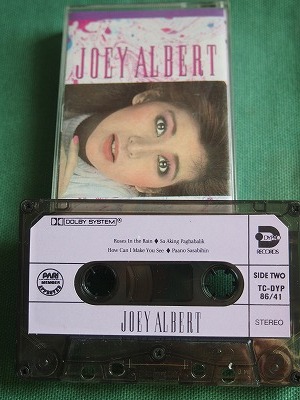 JOEY ALBERT
DOLBY SYSTEM®
Roses In the Rain ♦ Sa Aking Pagbabalik
How Can I Make You See ♦ Paano Sasabihin
PARI
MEMBER
DYNA
RECORDS
SIDE TWO
TC-DYP
86/41
JOEY ALBERT
STEREO